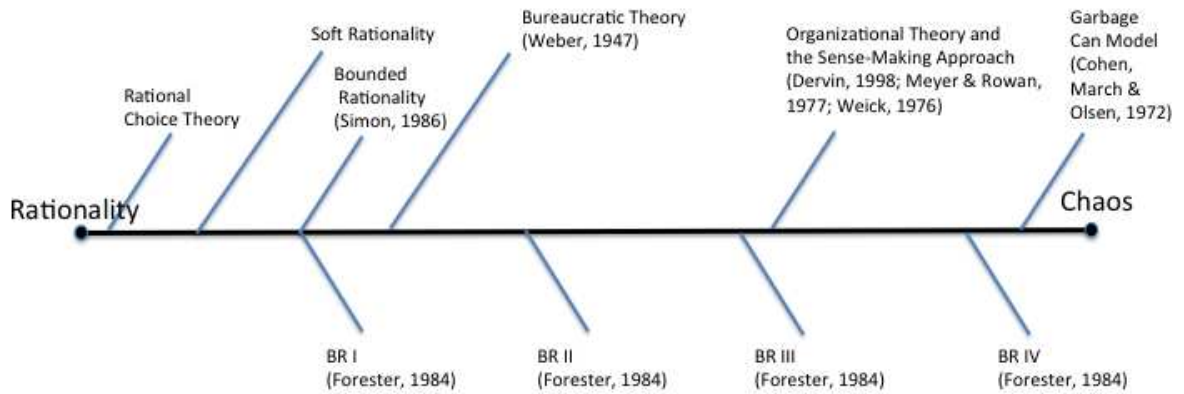 Rationality
Rational
Choice Theory
Soft Rationality
Bounded
Rationality
(Simon, 1986)
Bureaucratic Theory
(Weber, 1947)
Organizational Theory and
the Sense-Making Approach
(Dervin, 1998; Meyer & Rowan,
1977; Weick, 1976)
Garbage
Can Model
(Cohen,
March &
Olsen, 1972)
Chaos
BR I
(Forester, 1984)
BR II
(Forester, 1984)
BR III
(Forester, 1984)
BR IV
(Forester, 1984)